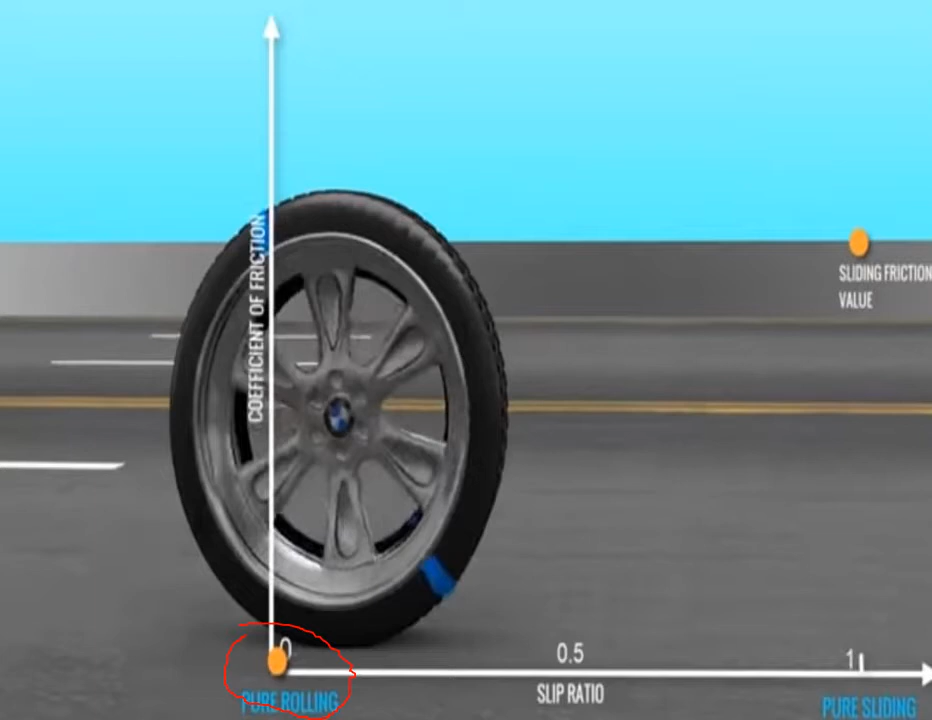 COEFFICIENT OF FRICTION
SLIDING FRICTION
VALUE
0
0.5
1
PURE ROLLING
SLIP RATIO
PURE SLIDING